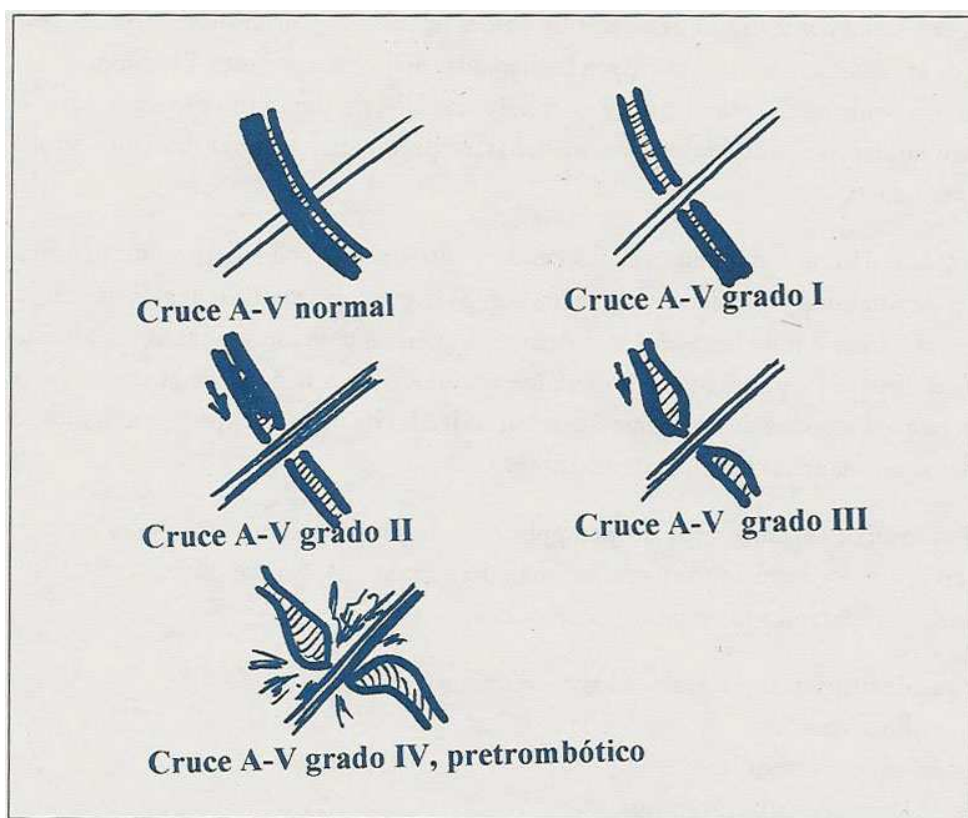 Cruce A-V normal
Cruce A-V grado I
Cruce A-V grado II
Cruce A-V grado III
Cruce A-V grado IV, pretrombótico